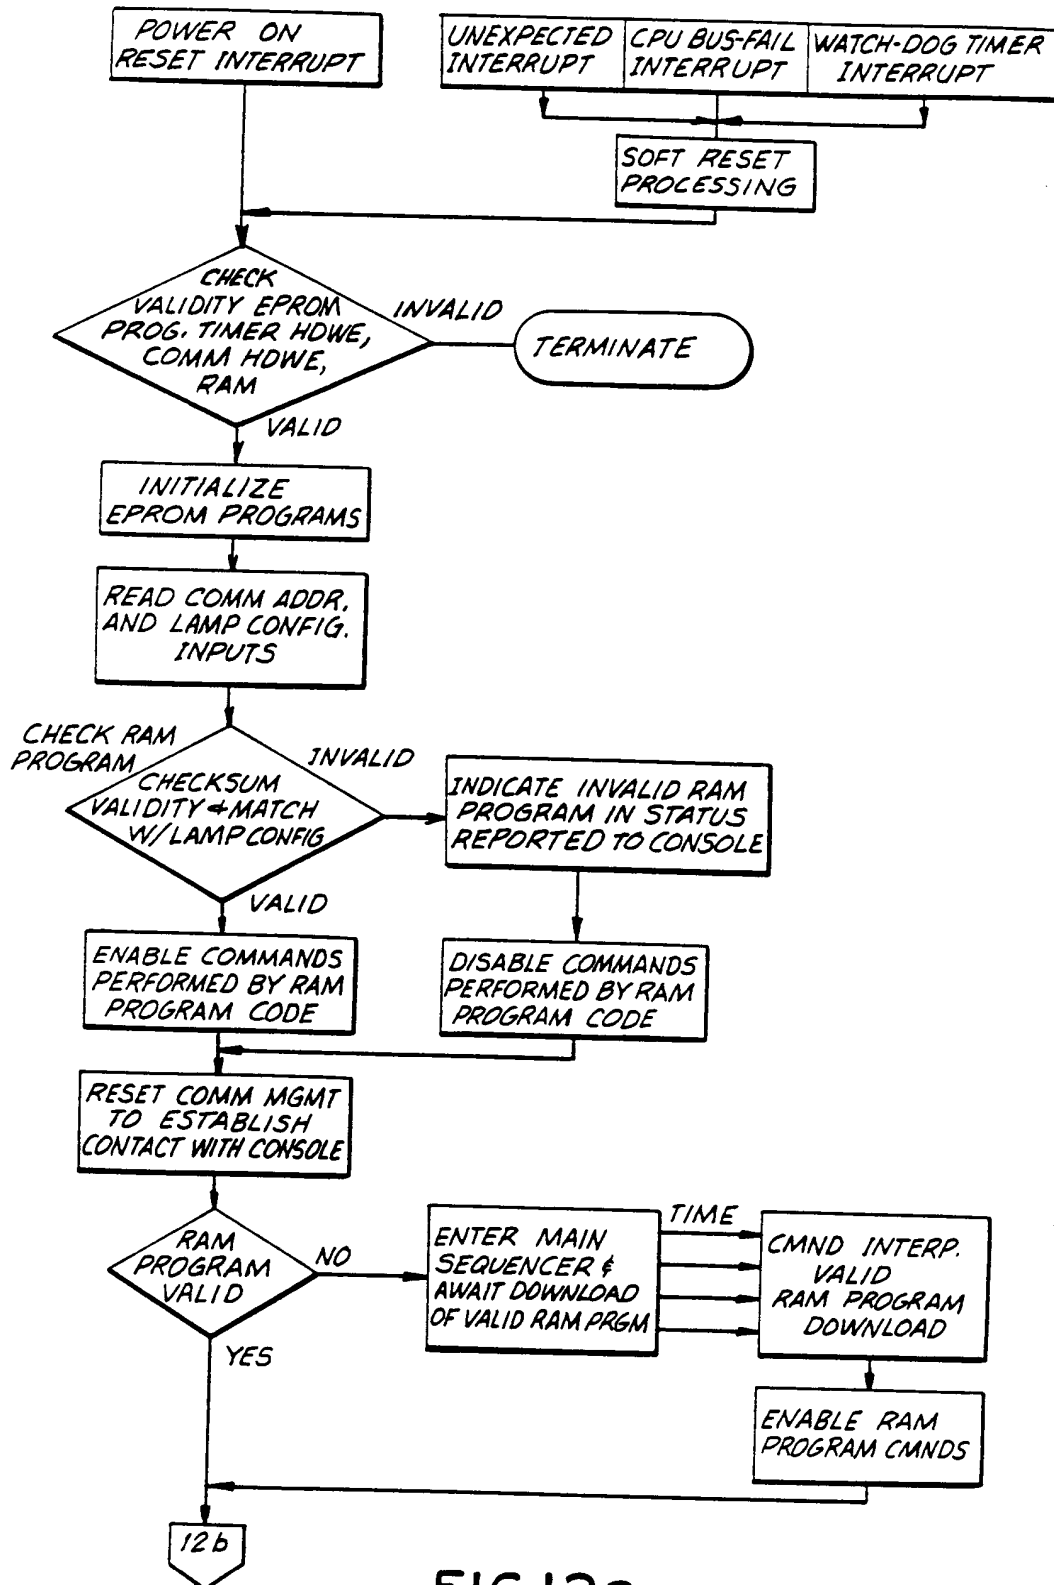 POWER ON
RESET INTERRUPT
UNEXPECTED
INTERRUPT
CPU BUS-FAIL
INTERRUPT
WATCH-DOG TIMER
INTERRUPT
SOFT RESET
PROCESSING
CHECK
VALIDITY EPROM
PROG. TIMER HDWE,
COMM HDWE,
RAM
INVALID
TERMINATE
VALID
INITIALIZE
EPROM PROGRAMS
READ COMM ADDR.
AND LAMP CONFIG.
INPUTS
CHECK RAM
PROGRAM
CHECKSUM
VALIDITY & MATCH
W/ LAMP CONFIG
INVALID
INDICATE INVALID RAM
PROGRAM IN STATUS
REPORTED TO CONSOLE
VALID
ENABLE COMMANDS
PERFORMED BY RAM
PROGRAM CODE
DISABLE COMMANDS
PERFORMED BY RAM
PROGRAM CODE
RESET COMM MGMT
TO ESTABLISH
CONTACT WITH CONSOLE
RAM
PROGRAM
VALID
NO
ENTER MAIN
SEQUENCER &
AWAIT DOWNLOAD
OF VALID RAM PRGM
TIME
CMND INTERP.
VALID
RAM PROGRAM
DOWNLOAD
YES
ENABLE RAM
PROGRAM CMNDS
12b